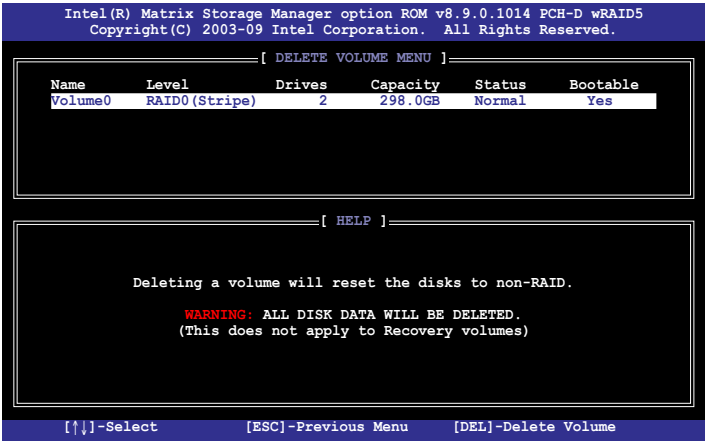 Intel(R) Matrix Storage Manager option ROM v8.9.0.1014 PCH-D wRAID5
Copyright(C) 2003-09 Intel Corporation.  All Rights Reserved.
[ DELETE VOLUME MENU ]
Name Level Drives Capacity Status Bootable
Volume0 RAID0(Stripe) 2 298.0GB Normal Yes
[ HELP ]
Deleting a volume will reset the disks to non-RAID.
WARNING: ALL DISK DATA WILL BE DELETED.
(This does not apply to Recovery volumes)
[↑↓]-Select [ESC]-Previous Menu [DEL]-Delete Volume